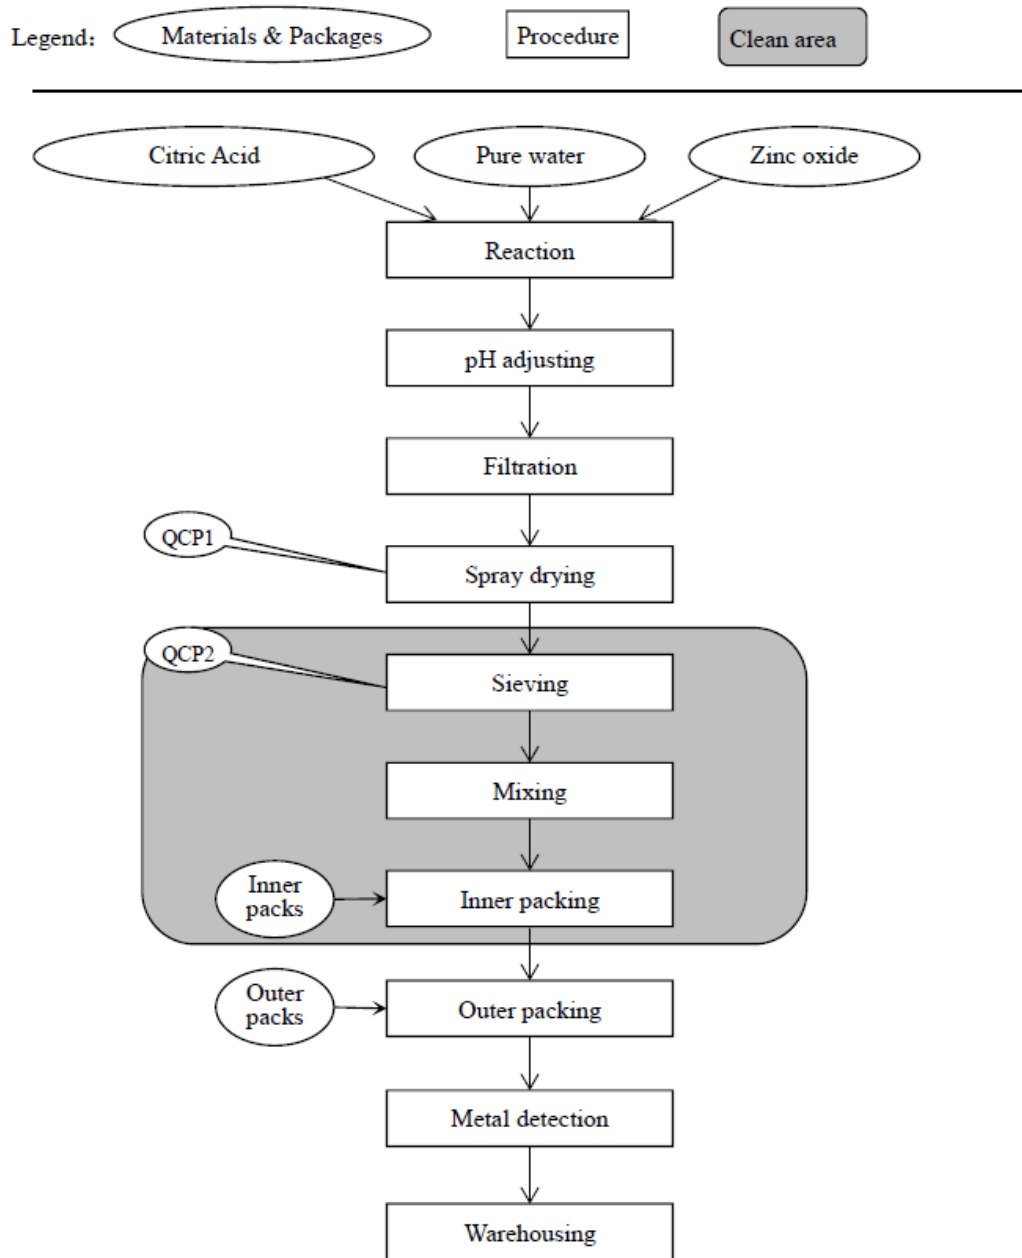 Legend: Materials & Packages Procedure Clean area
Citric Acid Pure water Zinc oxide
Reaction
pH adjusting
Filtration
QCP1
Spray drying
QCP2
Sieving
Mixing
Inner
packs
Inner packing
Outer
packs
Outer packing
Metal detection
Warehousing